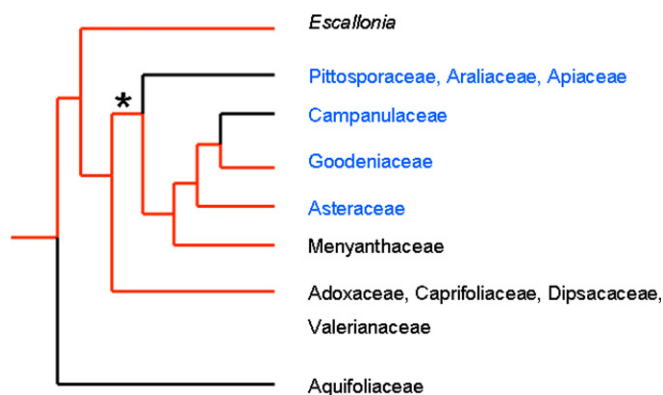 Escallonia
*
Pittosporaceae, Araliaceae, Apiaceae
Campanulaceae
Goodeniaceae
Asteraceae
Menyanthaceae
Adoxaceae, Caprifoliaceae, Dipsacaceae,
Valerianaceae
Aquifoliaceae